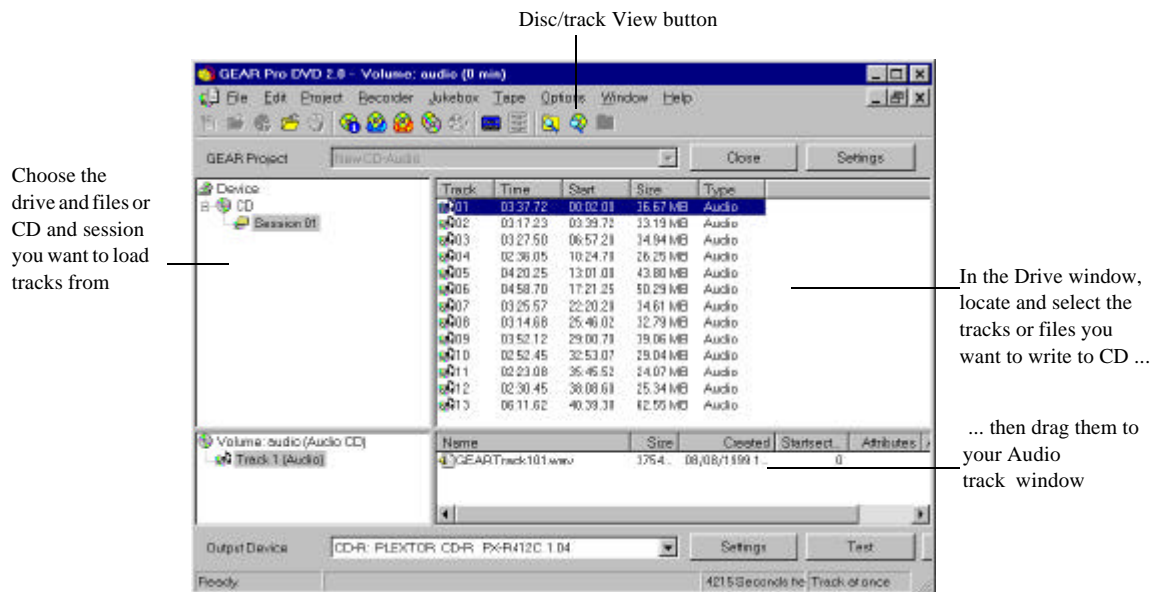 Disc/track View button
GEAR Pro DVD 2.0 - Volume: audio (0 min)
File Edit Project Recorder Jukebox Tape Options Window Help
GEAR Project New CD-Audio Close Settings
Choose the
drive and files or
CD and session
you want to load
tracks from
Device
CD
Session 01
Track Time Start Size Type
01 03:37.72 00:02.00 36.67 MB Audio
02 03:17.23 03:39.72 33.19 MB Audio
03 03:27.50 06:57.20 34.94 MB Audio
04 02:36.05 10:24.70 26.25 MB Audio
05 04:20.25 13:01.00 43.80 MB Audio
06 04:58.70 17:21.25 50.29 MB Audio
07 03:25.57 22:20.20 34.61 MB Audio
08 03:14.68 25:46.02 32.79 MB Audio
09 03:52.12 29:00.70 39.06 MB Audio
10 02:52.45 32:53.07 29.04 MB Audio
11 02:23.08 35:45.52 24.07 MB Audio
12 02:30.45 38:08.60 25.34 MB Audio
13 06:11.62 40:39.30 62.55 MB Audio
In the Drive window,
locate and select the
tracks or files you
want to write to CD ...
Volume: audio (Audio CD)
Track 1 (Audio)
Name Size Created Startsect... Attributes
GEARTrack101.wav 3754... 08/08/1999 1... 0
... then drag them to
your Audio
track window
Output Device CD-R: PLEXTOR CD-R PX-R412C 1.04 Settings Test
Ready 4215 Seconds fre Track at once